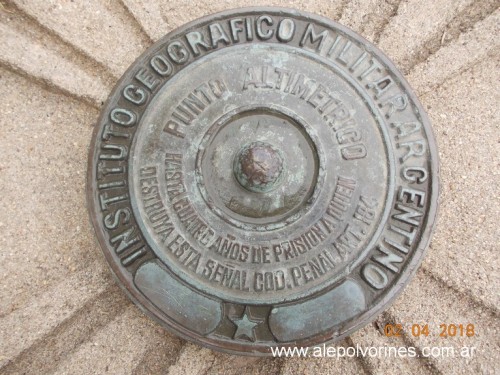 INSTITUTO GEOGRAFICO MILITAR ARGENTINO
PUNTO ALTIMETRICO
HASTA CUATRO AÑOS DE PRISION A QUIEN
DESTRUYA ESTA SEÑAL COD. PENAL ART. 184
02 04 2018
www.alepolvorines.com.ar